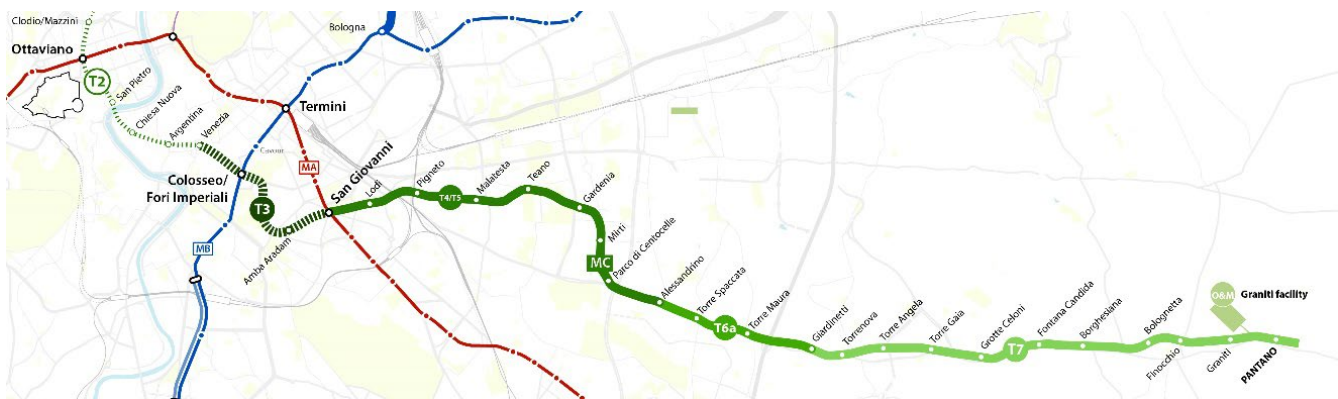 Clodio/Mazzini
Ottaviano
T2
San Pietro
Chiesa Nuova
Argentina
Venezia
Bologna
Termini
Cavour
MA
Colosseo/
Fori Imperiali
T3
MB
Amba Aradam
San Giovanni
Lodi
Pigneto
T4/T5
Malatesta
Teano
Gardenia
Mirti
MC
Parco di Centocelle
Alessandrino
Torre Spaccata
T6a
Torre Maura
Giardinetti
Torrenova
Torre Angela
Torre Gaia
Grotte Celoni
T7
Fontana Candida
Borghesiana
Bolognetta
Finocchio
Graniti
PANTANO
O&M
Graniti facility